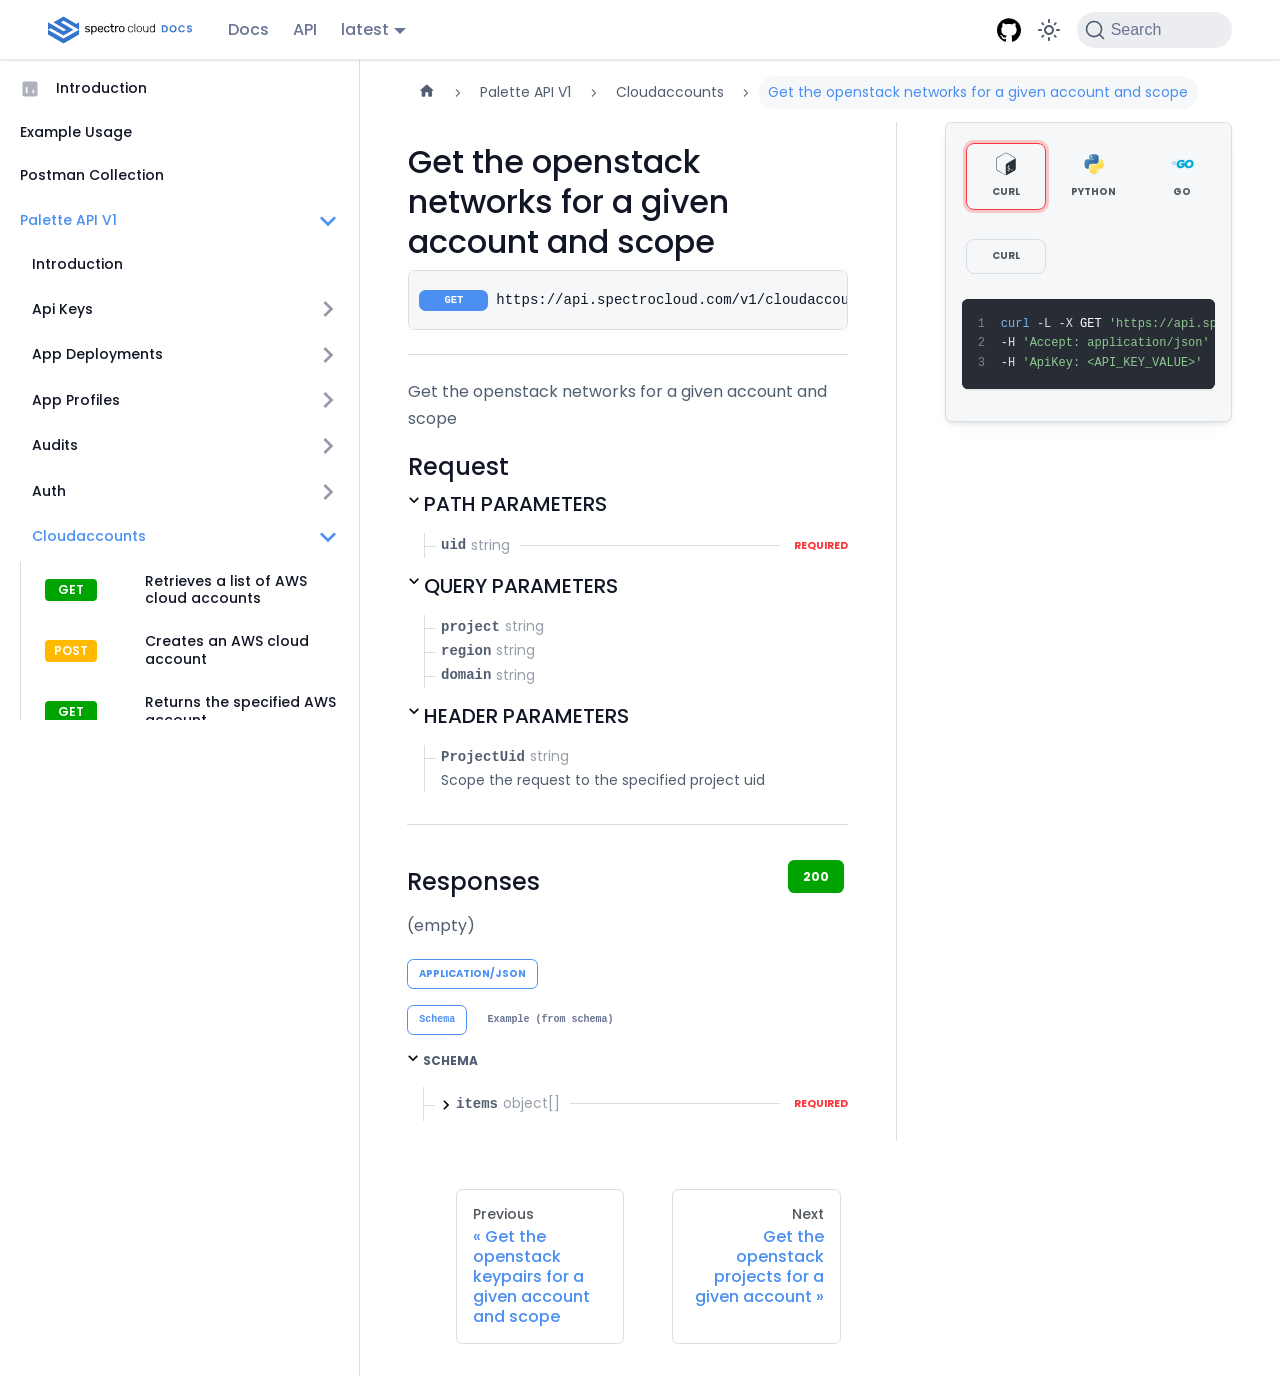 spectro cloud DOCS Docs API latest Search
Introduction
Example Usage
Postman Collection
Palette API V1
Introduction
Api Keys
App Deployments
App Profiles
Audits
Auth
Cloudaccounts
GET Retrieves a list of AWS
cloud accounts
POST Creates an AWS cloud
account
GET Returns the specified AWS
account
Palette API V1 Cloudaccounts Get the openstack networks for a given account and scope
Get the openstack
networks for a given
account and scope
GET https://api.spectrocloud.com/v1/cloudaccou
Get the openstack networks for a given account and
scope
Request
PATH PARAMETERS
uid string REQUIRED
QUERY PARAMETERS
project string
region string
domain string
HEADER PARAMETERS
ProjectUid string
Scope the request to the specified project uid
Responses 200
(empty)
APPLICATION/JSON
Schema Example (from schema)
SCHEMA
items object[] REQUIRED
CURL PYTHON GO
CURL
1 curl -L -X GET 'https://api.sp
2 -H 'Accept: application/json'
3 -H 'ApiKey: <API_KEY_VALUE>'
Previous
« Get the
openstack
keypairs for a
given account
and scope
Next
Get the
openstack
projects for a
given account »